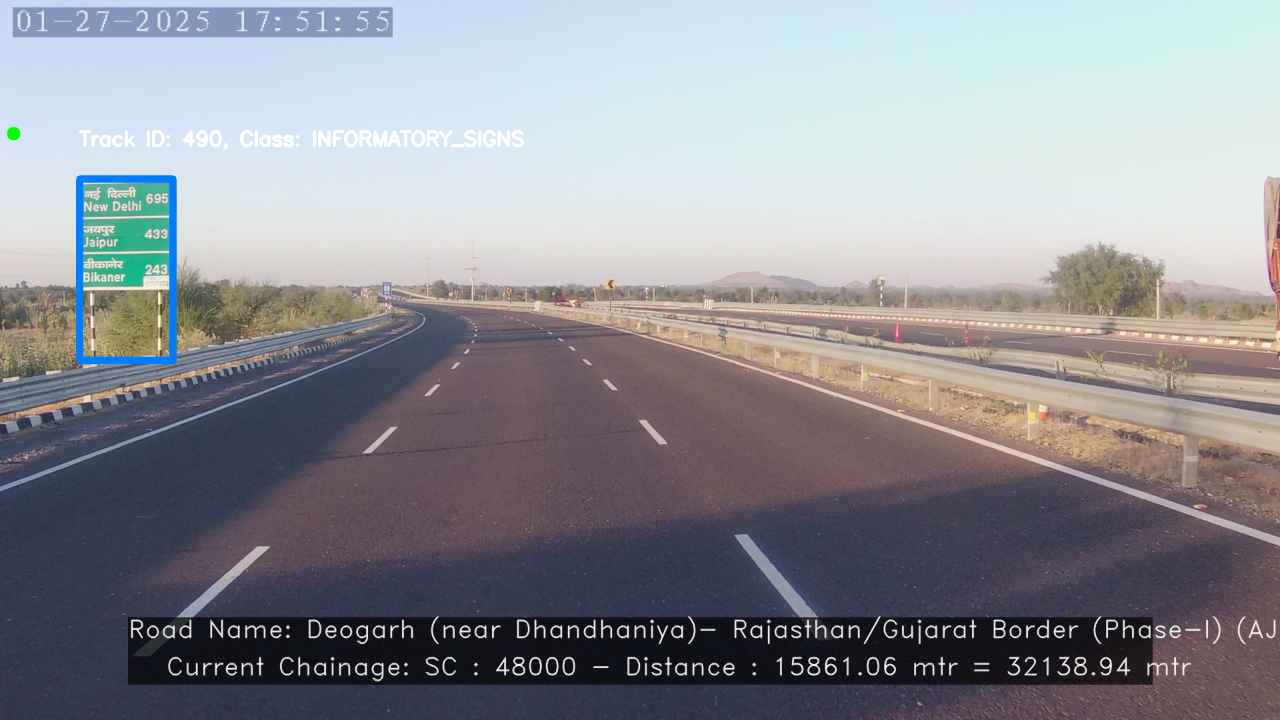 01-27-2025 17:51:55
Track ID: 490, Class: INFORMATORY_SIGNS
नई दिल्ली 695
New Delhi
जयपुर 433
Jaipur
बीकानेर 243
Bikaner
Road Name: Deogarh (near Dhandhaniya)- Rajasthan/Gujarat Border (Phase-I) (AJ
Current Chainage: SC : 48000 - Distance : 15861.06 mtr = 32138.94 mtr